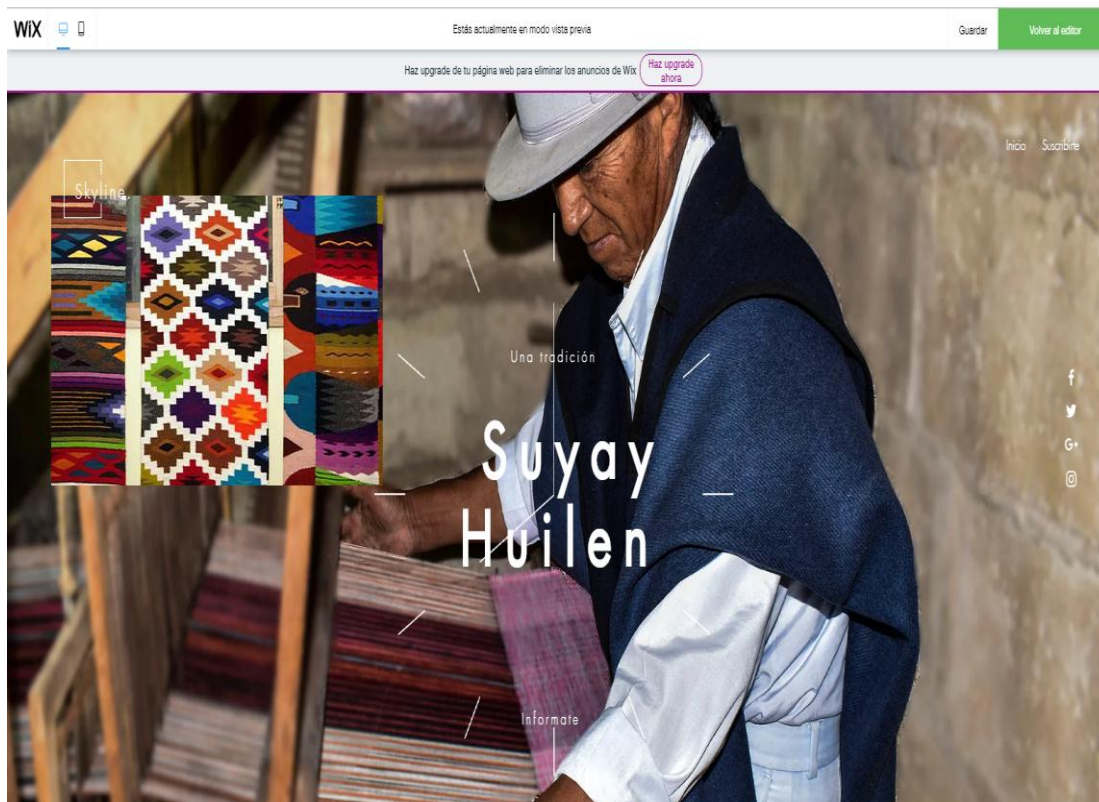 WiX
Estás actualmente en modo vista previa
Guardar
Volver al editor
Haz upgrade de tu página web para eliminar los anuncios de Wix
Haz upgrade
ahora
Inicio Suscribirte
Skyline.
Una tradición
Suyay
Huilen
Informate